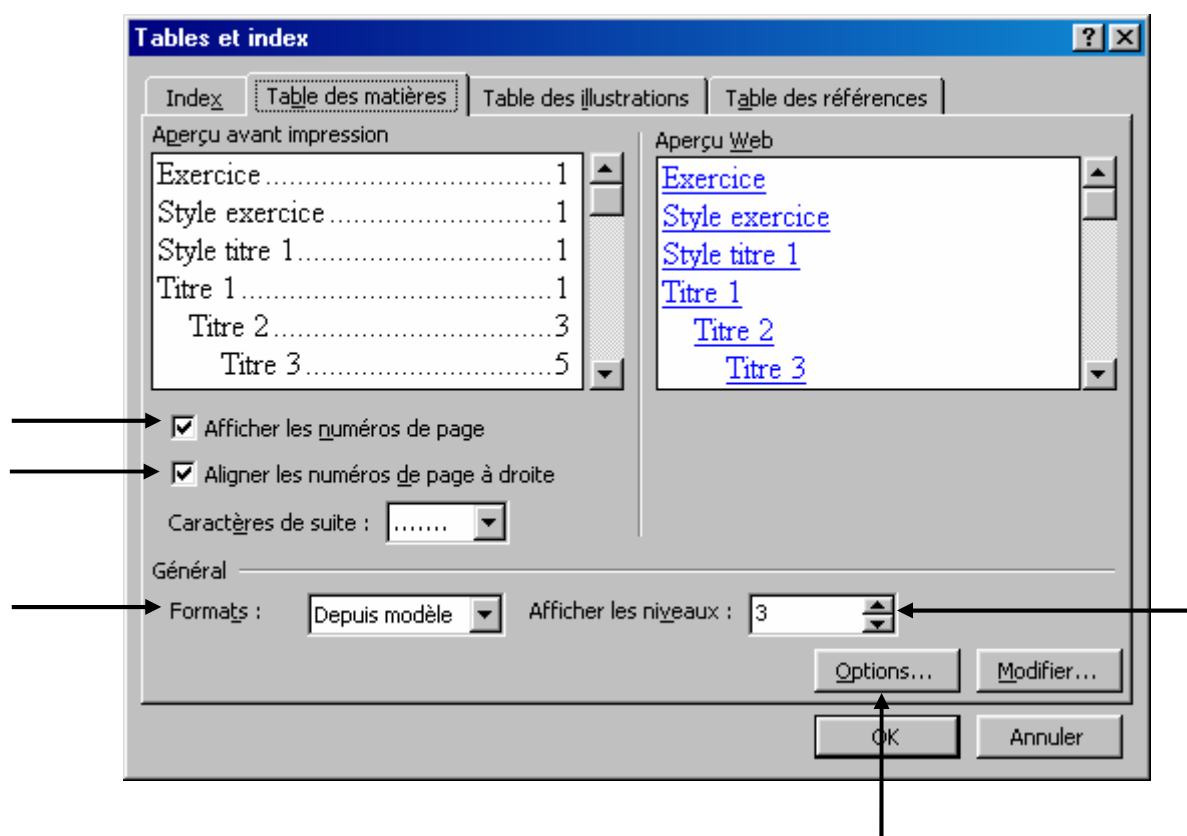 Tables et index
Index Table des matières Table des illustrations Table des références
Aperçu avant impression
Exercice.................................1
Style exercice.........................1
Style titre 1.............................1
Titre 1....................................1
Titre 2................................3
Titre 3............................5
Aperçu Web
Exercice
Style exercice
Style titre 1
Titre 1
Titre 2
Titre 3
Afficher les numéros de page
Aligner les numéros de page à droite
Caractères de suite : .......
Général
Formats : Depuis modèle Afficher les niveaux : 3
Options... Modifier...
OK Annuler